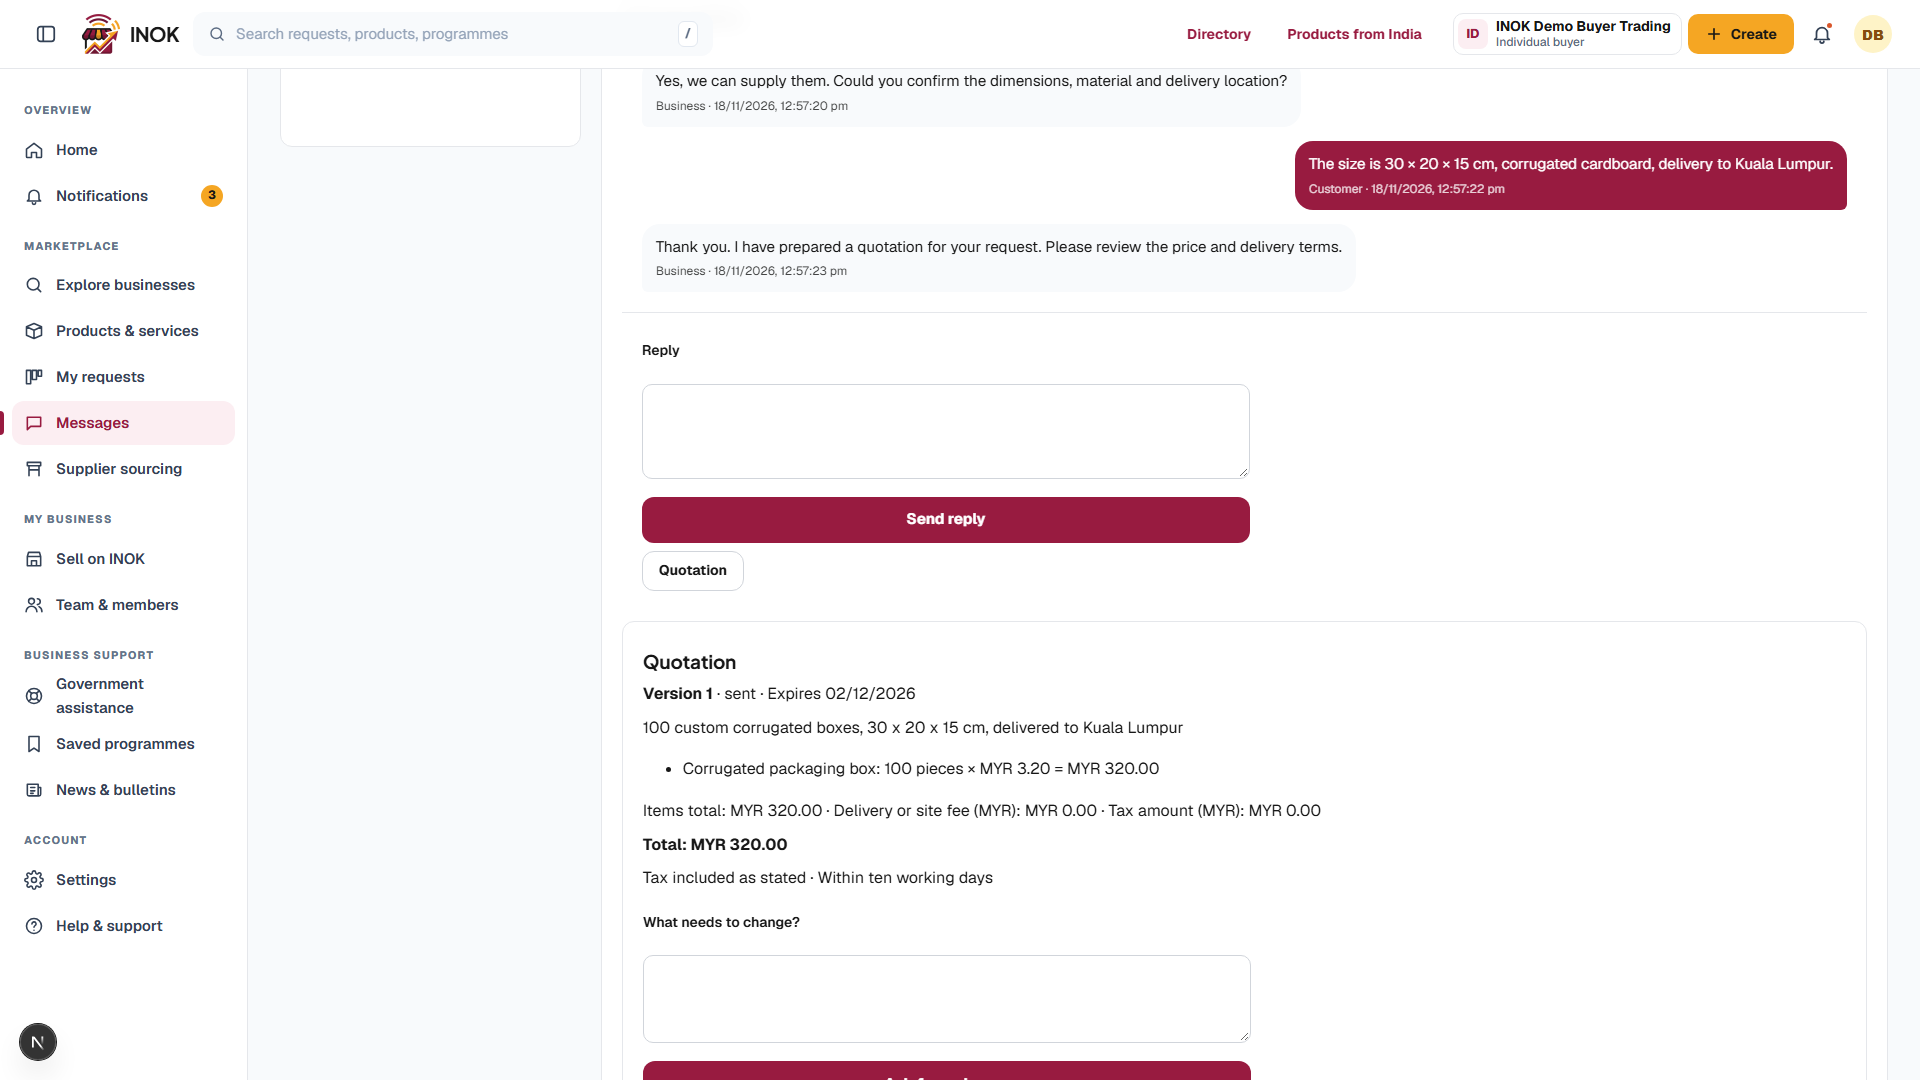 INOK
Search requests, products, programmes
/
Directory
Products from India
ID
INOK Demo Buyer Trading
Individual buyer
+ Create
DB
OVERVIEW
Home
Notifications
3
MARKETPLACE
Explore businesses
Products & services
My requests
Messages
Supplier sourcing
MY BUSINESS
Sell on INOK
Team & members
BUSINESS SUPPORT
Government
assistance
Saved programmes
News & bulletins
ACCOUNT
Settings
Help & support
N
Yes, we can supply them. Could you confirm the dimensions, material and delivery location?
Business · 18/11/2026, 12:57:20 pm
The size is 30 × 20 × 15 cm, corrugated cardboard, delivery to Kuala Lumpur.
Customer · 18/11/2026, 12:57:22 pm
Thank you. I have prepared a quotation for your request. Please review the price and delivery terms.
Business · 18/11/2026, 12:57:23 pm
Reply
Send reply
Quotation
Quotation
Version 1 · sent · Expires 02/12/2026
100 custom corrugated boxes, 30 x 20 x 15 cm, delivered to Kuala Lumpur
• Corrugated packaging box: 100 pieces × MYR 3.20 = MYR 320.00
Items total: MYR 320.00 · Delivery or site fee (MYR): MYR 0.00 · Tax amount (MYR): MYR 0.00
Total: MYR 320.00
Tax included as stated · Within ten working days
What needs to change?